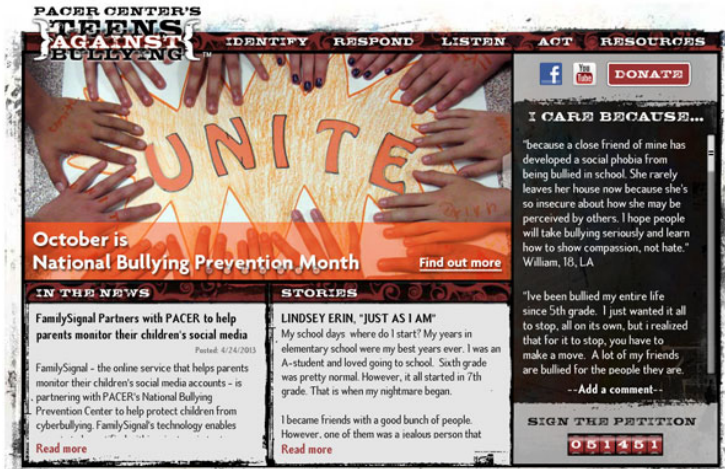 PACER CENTER'S
TEENS
AGAINST
BULLYING™
IDENTIFY RESPOND LISTEN ACT RESOURCES
UNITE
October is
National Bullying Prevention Month
Find out more
f
You
Tube
DONATE
I CARE BECAUSE...
"because a close friend of mine has
developed a social phobia from
being bullied in school. She rarely
leaves her house now because she's
so insecure about how she may be
perceived by others. I hope people
will take bullying seriously and learn
how to show compassion, not hate."
William, 18, LA
"Ive been bullied my entire life
since 5th grade. I just wanted it all
to stop, all on its own, but i realized
that for it to stop, you have to
make a move. A lot of my friends
are bullied for the people they are.
--Add a comment--
SIGN THE PETITION
051451
IN THE NEWS
FamilySignal Partners with PACER to help
parents monitor their children's social media
Posted: 4/24/2013
FamilySignal - the online service that helps parents
monitor their children's social media accounts - is
partnering with PACER's National Bullying
Prevention Center to help protect children from
cyberbullying. FamilySignal's technology enables
Read more
STORIES
LINDSEY ERIN, "JUST AS I AM"
My school days where do I start? My years in
elementary school were my best years ever. I was an
A-student and loved going to school. Sixth grade
was pretty normal. However, it all started in 7th
grade. That is when my nightmare began.
I became friends with a good bunch of people.
However, one of them was a jealous person that
Read more